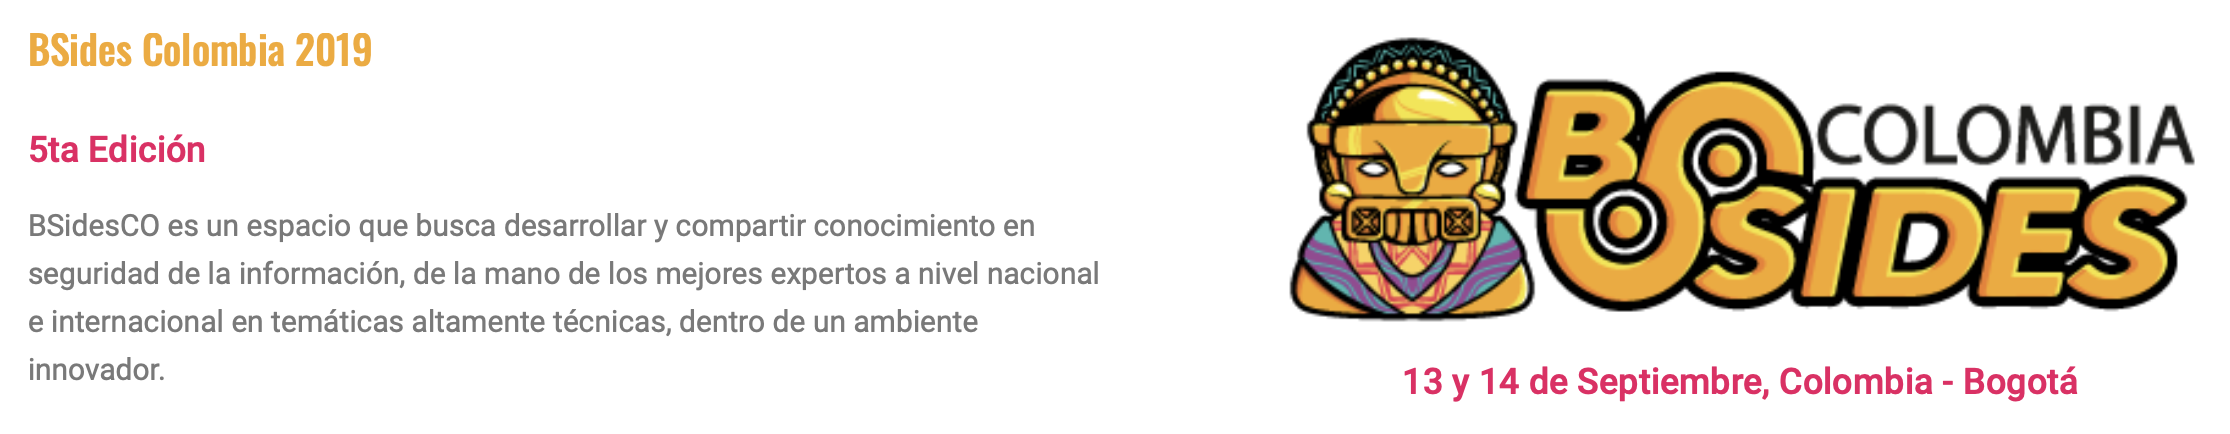 BSides Colombia 2019
5ta Edición
BSidesCO es un espacio que busca desarrollar y compartir conocimiento en
seguridad de la información, de la mano de los mejores expertos a nivel nacional
e internacional en temáticas altamente técnicas, dentro de un ambiente
innovador.
B COLOMBIA
SIDES
13 y 14 de Septiembre, Colombia - Bogotá